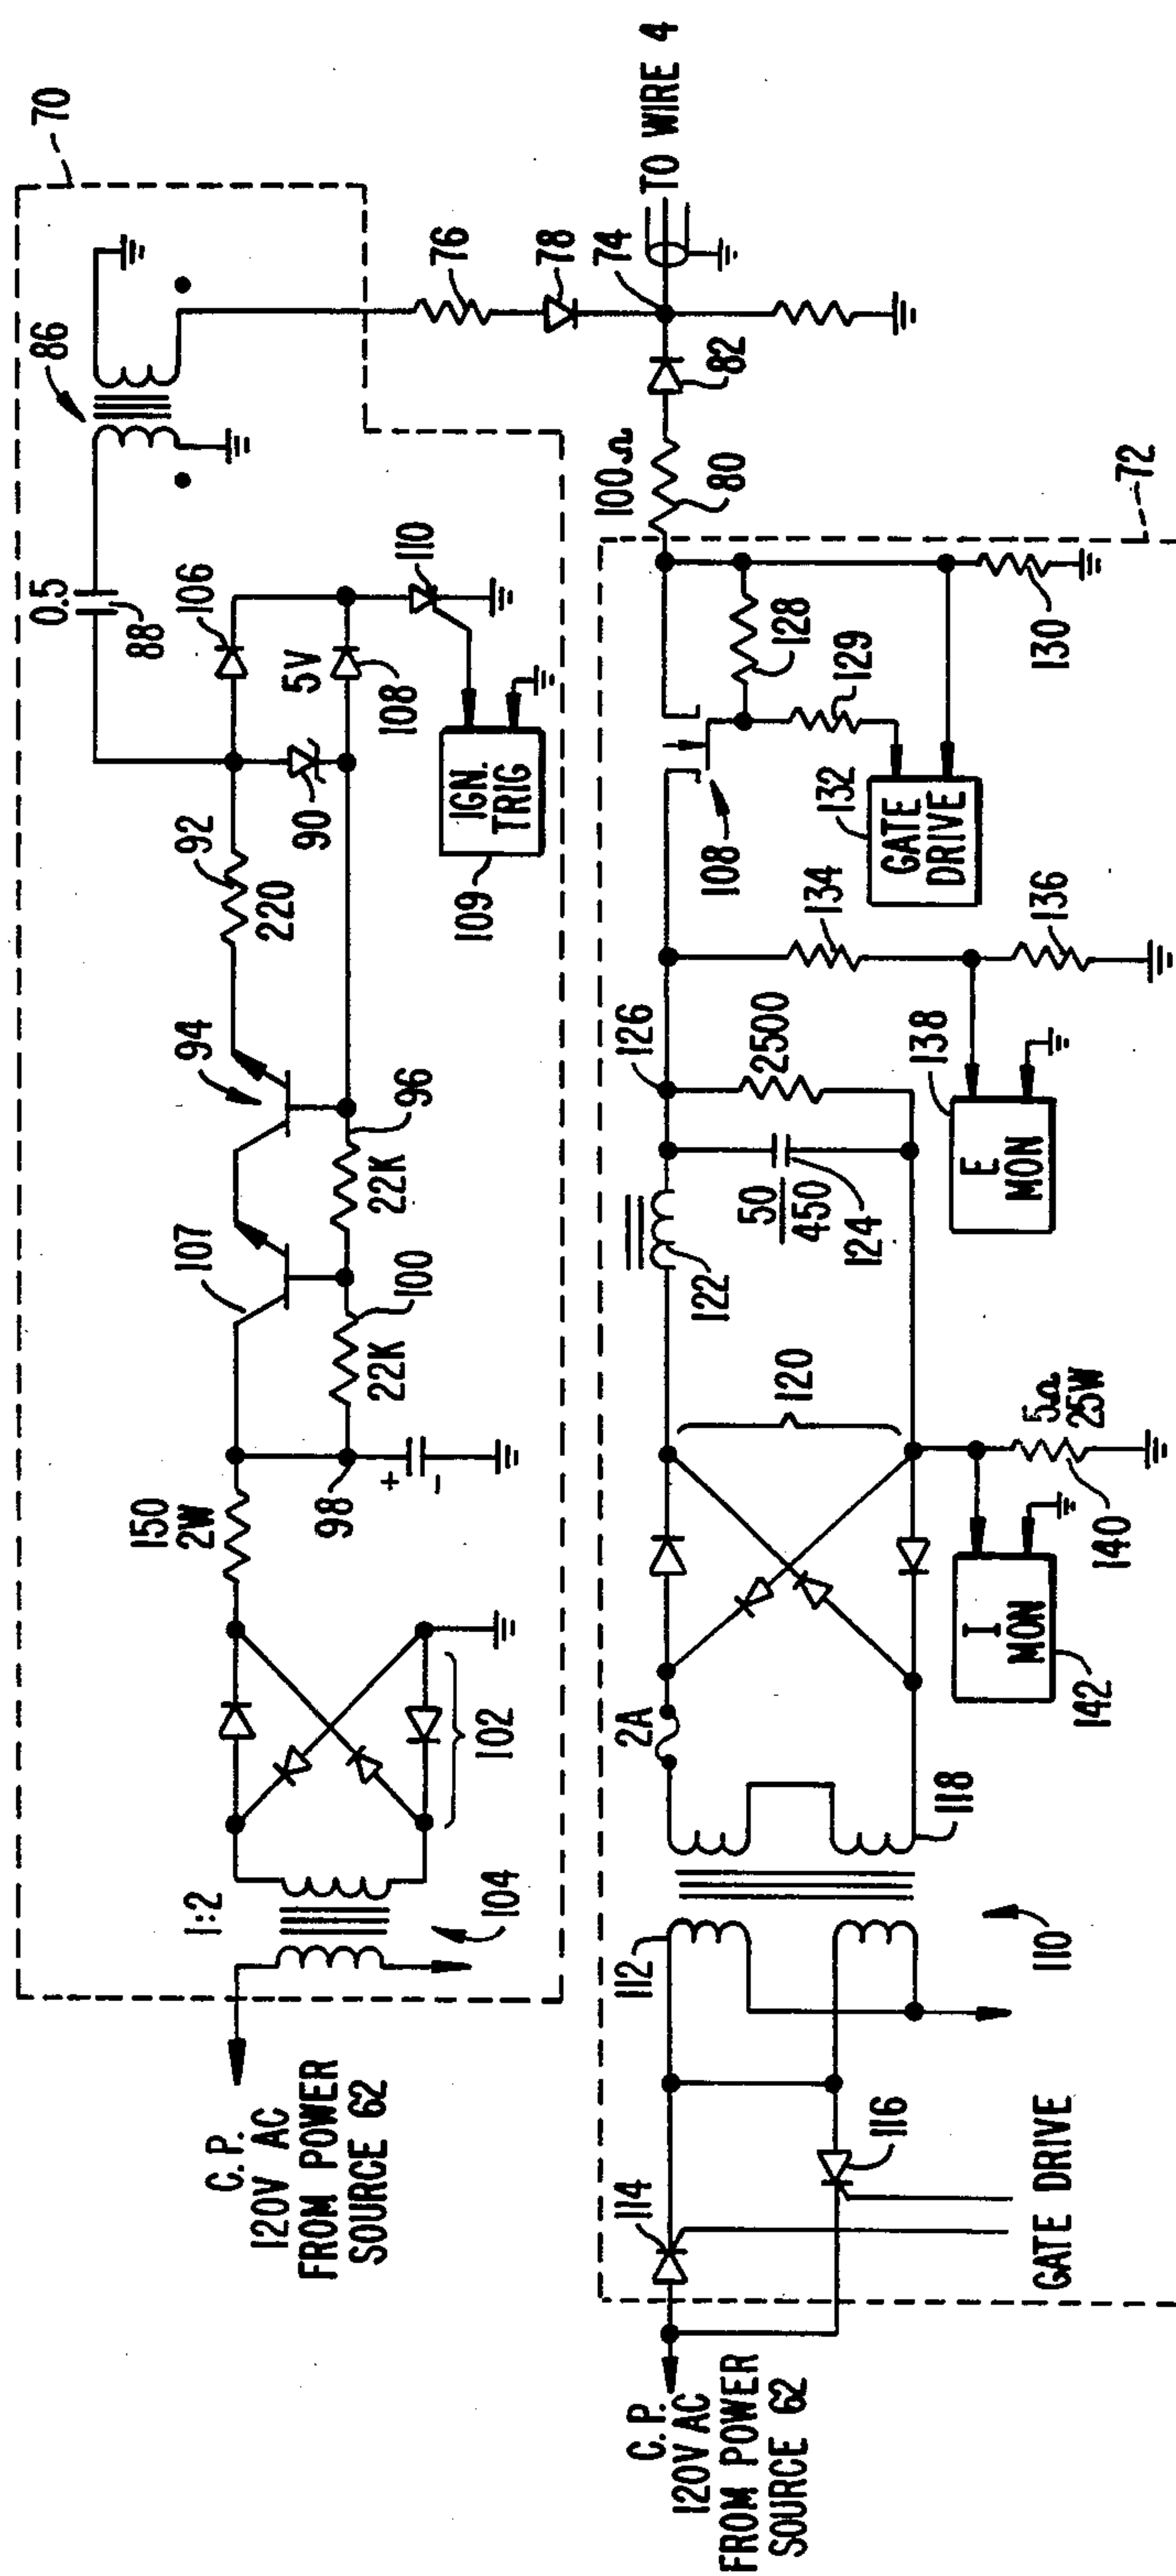 70
86
0.5
88
106
5V
108
110
92
220
90
IGN.
TRIG
109
94
96
22K
107
100
22K
150
2W
98
102
1:2
104
C. P.
120V AC
FROM POWER
SOURCE 62
76
78
74
TO WIRE 4
82
100Ω
80
72
128
129
130
108
132
GATE
DRIVE
134
136
126
2500
138
E
MON
50
450
124
122
120
5Ω
25W
140
I
MON
142
2A
118
110
112
116
114
GATE DRIVE
C. P.
120V AC
FROM POWER
SOURCE 62